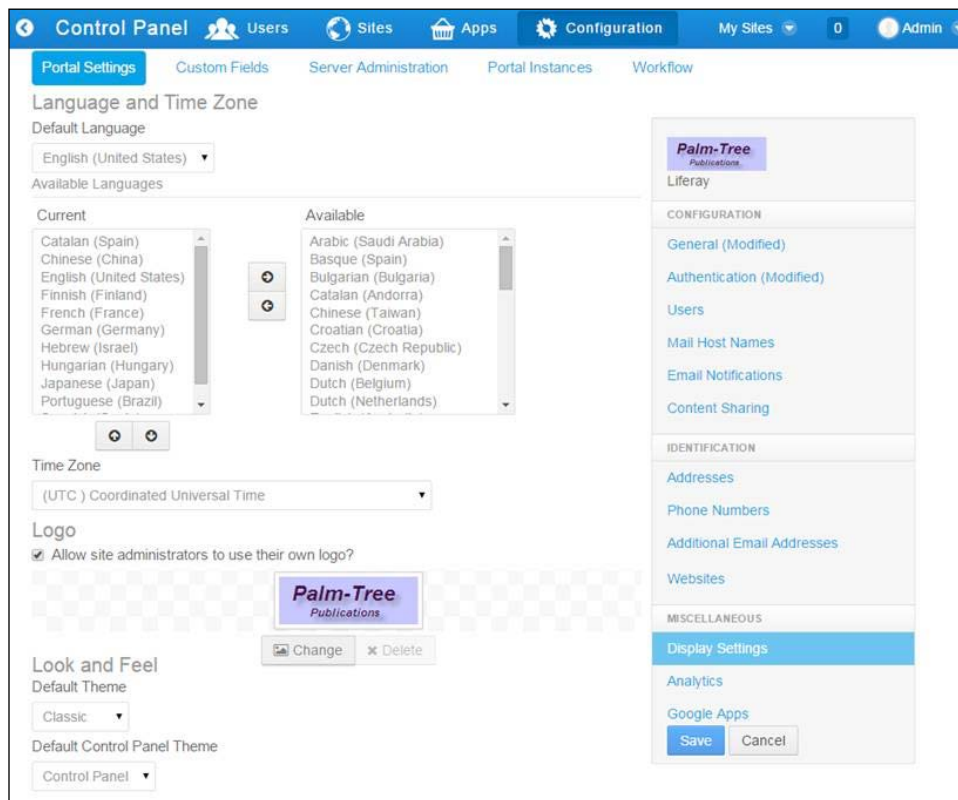 Control Panel Users Sites Apps Configuration My Sites 0 Admin
Portal Settings Custom Fields Server Administration Portal Instances Workflow
Language and Time Zone
Default Language
English (United States)
Available Languages
Current
Catalan (Spain)
Chinese (China)
English (United States)
Finnish (Finland)
French (France)
German (Germany)
Hebrew (Israel)
Hungarian (Hungary)
Japanese (Japan)
Portuguese (Brazil)
Available
Arabic (Saudi Arabia)
Basque (Spain)
Bulgarian (Bulgaria)
Catalan (Andorra)
Chinese (Taiwan)
Croatian (Croatia)
Czech (Czech Republic)
Danish (Denmark)
Dutch (Belgium)
Dutch (Netherlands)
Time Zone
(UTC ) Coordinated Universal Time
Logo
Allow site administrators to use their own logo?
Palm-Tree
Publications
Change Delete
Look and Feel
Default Theme
Classic
Default Control Panel Theme
Control Panel
Palm-Tree
Publications
Liferay
CONFIGURATION
General (Modified)
Authentication (Modified)
Users
Mail Host Names
Email Notifications
Content Sharing
IDENTIFICATION
Addresses
Phone Numbers
Additional Email Addresses
Websites
MISCELLANEOUS
Display Settings
Analytics
Google Apps
Save Cancel